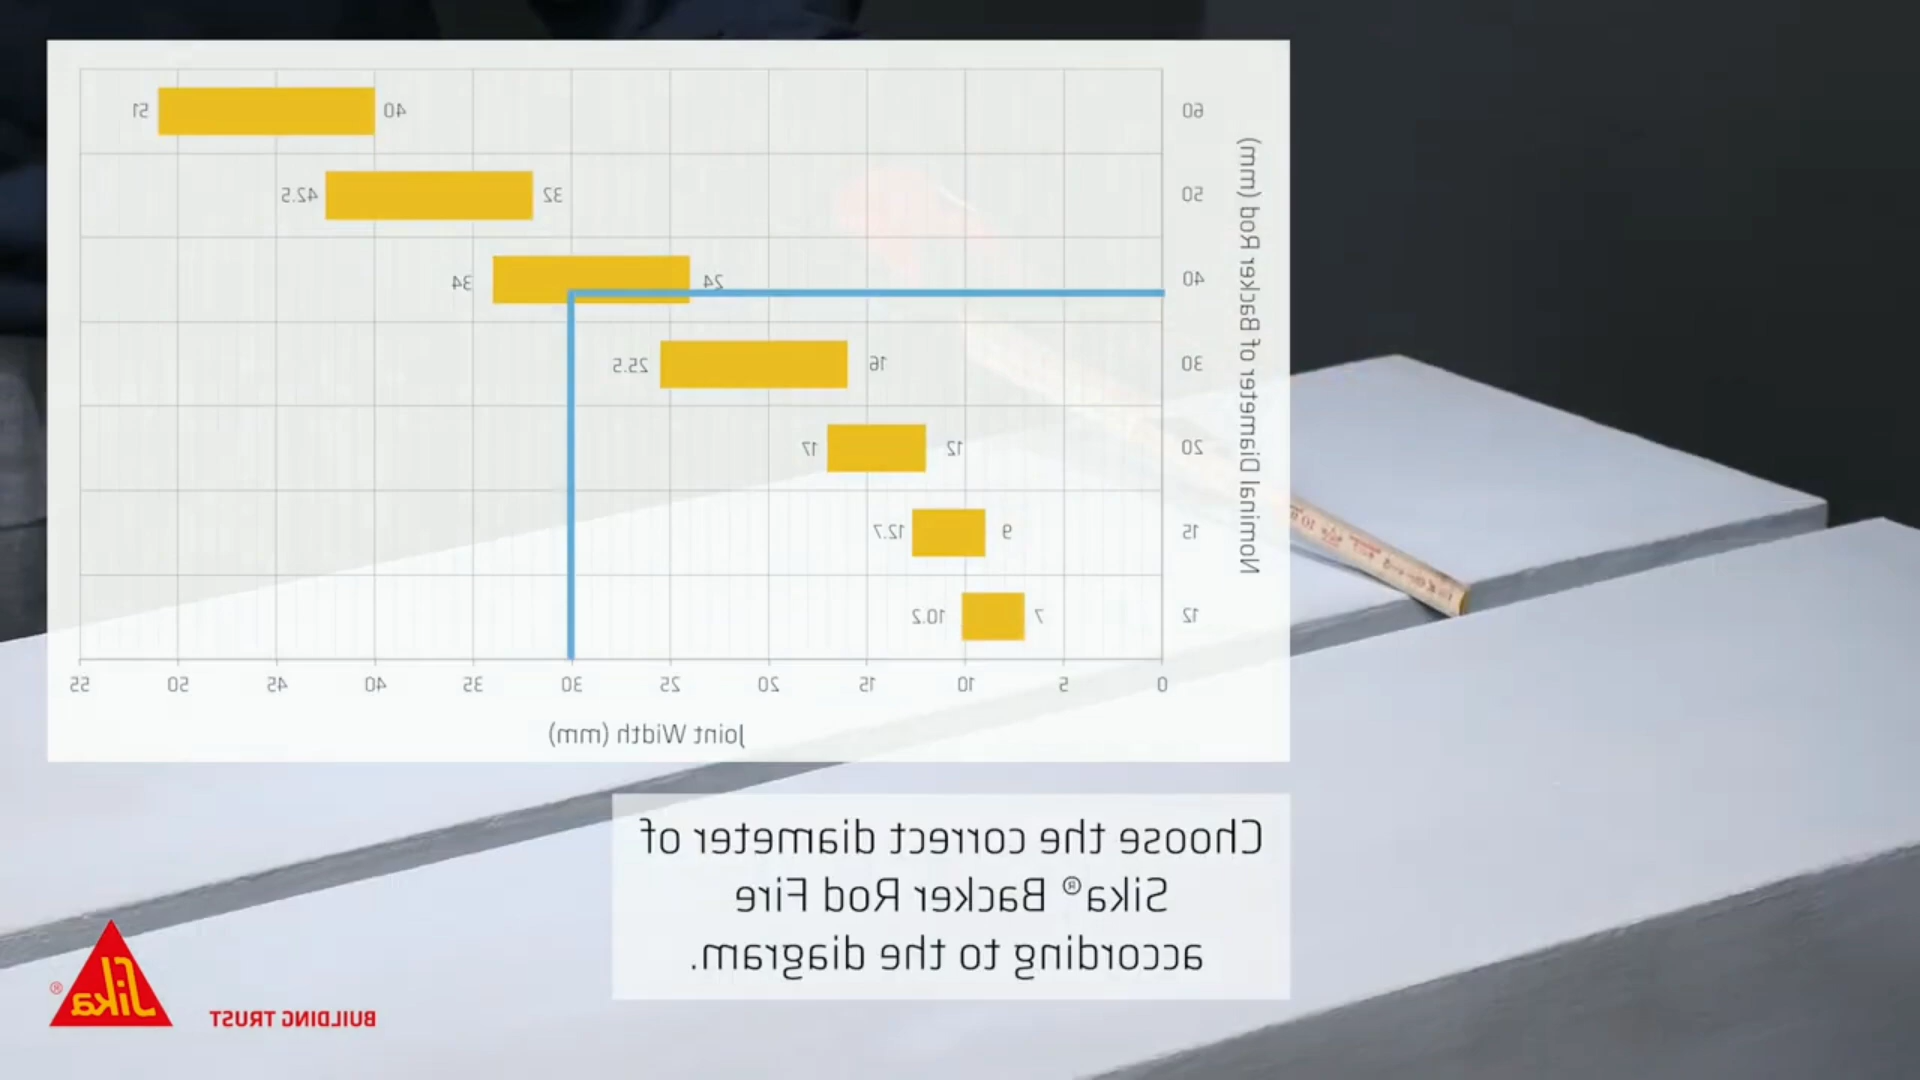 Nominal Diameter of Backer Rod (mm)
60 40 51
50 32 42.5
40 24 34
30 16 25.5
20 12 17
15 9 12.7
12 7 10.2
0 5 10 15 20 25 30 35 40 45 50 55
Joint Width (mm)
Choose the correct diameter of
Sika® Backer Rod Fire
according to the diagram.
BUILDING TRUST
Sika®